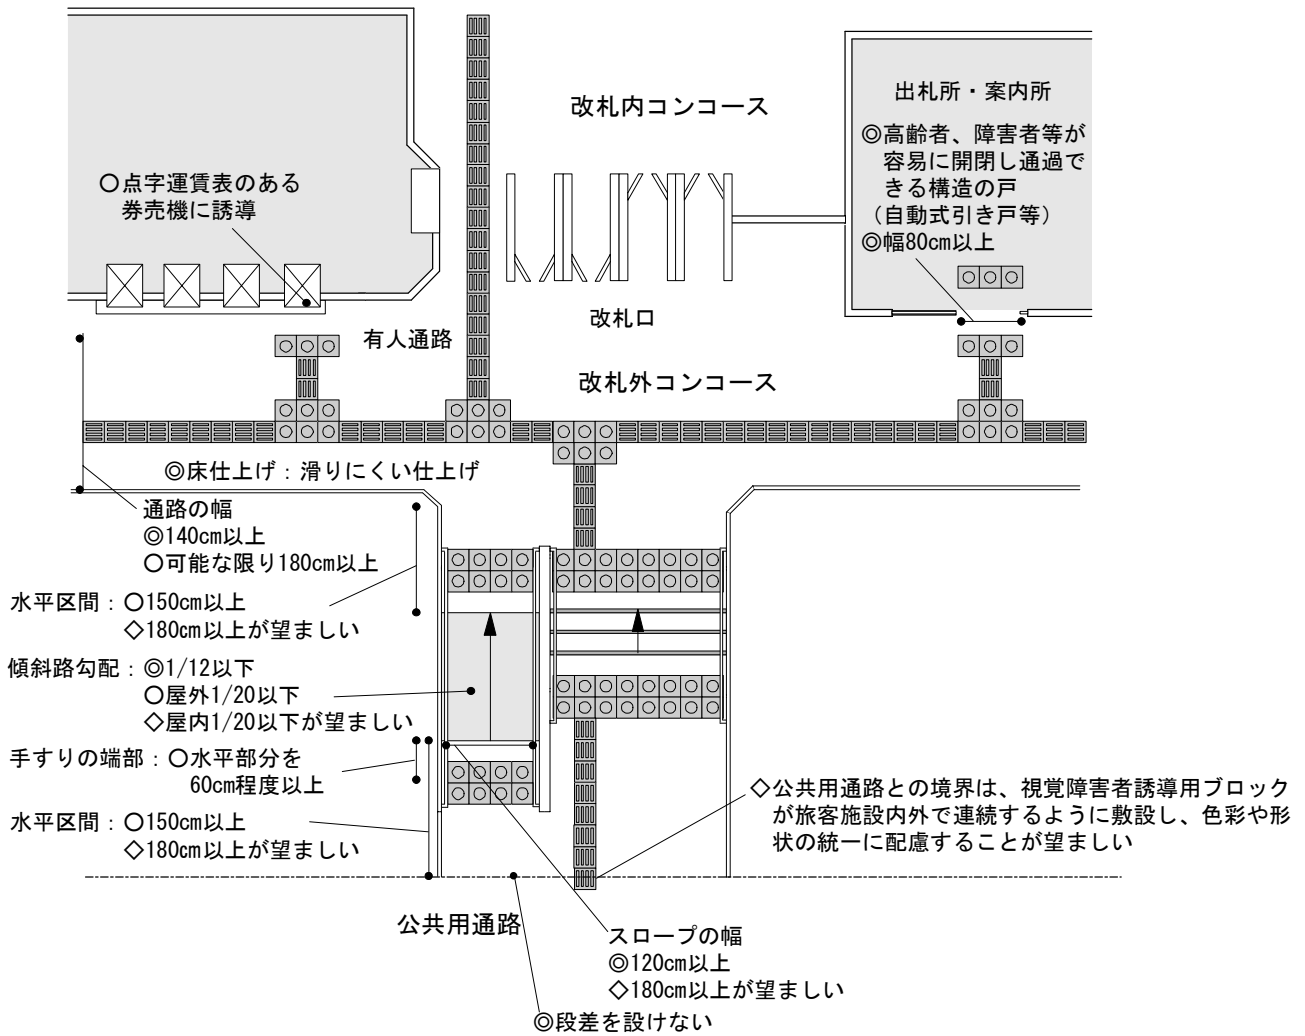 改札内コンコース
出札所・案内所
◎高齢者、障害者等が
容易に開閉し通過で
きる構造の戸
(自動式引き戸等)
◎幅80cm以上
○点字運賃表のある
券売機に誘導
改札口
有人通路
改札外コンコース
◎床仕上げ：滑りにくい仕上げ
通路の幅
◎140cm以上
○可能な限り180cm以上
水平区間：○150cm以上
◇180cm以上が望ましい
傾斜路勾配：◎1/12以下
○屋外1/20以下
◇屋内1/20以下が望ましい
手すりの端部：○水平部分を
60cm程度以上
水平区間：○150cm以上
◇180cm以上が望ましい
◇公共用通路との境界は、視覚障害者誘導用ブロック
が旅客施設内外で連続するように敷設し、色彩や形
状の統一に配慮することが望ましい
公共用通路
スロープの幅
◎120cm以上
◇180cm以上が望ましい
◎段差を設けない